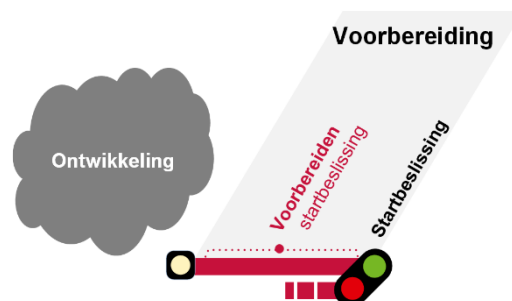 Voorbereiding
Ontwikkeling
Voorbereiden
startbeslissing
Startbeslissing